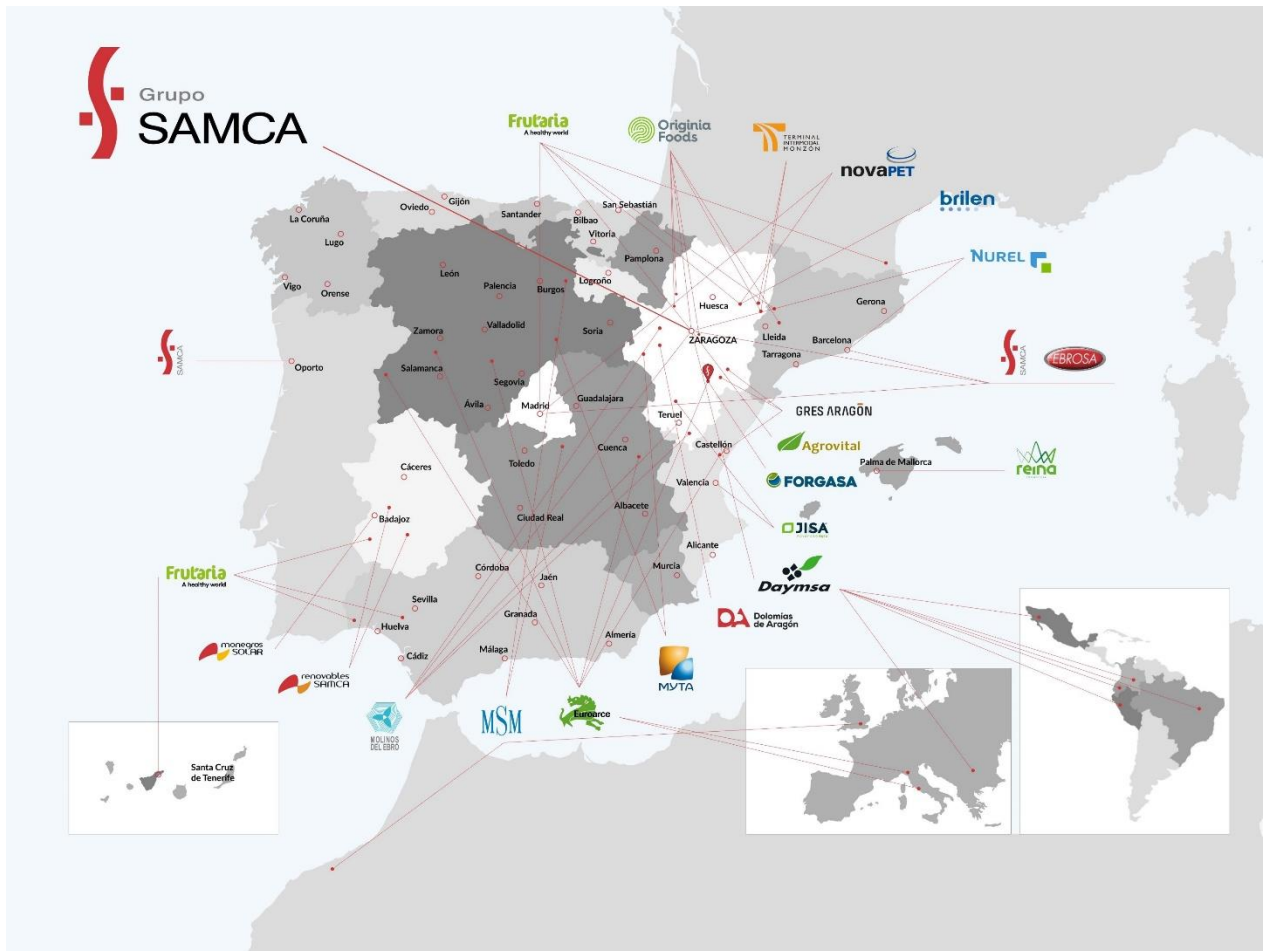 Grupo
SAMCA
Frutaria
A healthy world
Originia
Foods
TERMINAL
INTERMODAL
MONZÓN
novaPET
brilen
NUREL
La Coruña
Lugo
Vigo
Orense
Oviedo
Gijón
Santander
Bilbao
San Sebastián
Vitoria
Pamplona
Logroño
León
Palencia
Burgos
Zamora
Valladolid
Soria
Salamanca
Segovia
Ávila
Huesca
ZARAGOZA
Lleida
Gerona
Barcelona
Tarragona
SAMCA
Oporto
SAMCA
EBROSA
Madrid
Guadalajara
Teruel
Cuenca
Toledo
Castellón
Valencia
Cáceres
Badajoz
Ciudad Real
Albacete
Alicante
Murcia
Palma de Mallorca
GRES ARAGÓN
Agrovital
FORGASA
reina
JISA
Daymsa
DA Dolomías
de Aragón
Córdoba
Jaén
Sevilla
Huelva
Granada
Almería
Cádiz
Málaga
Frutaria
A healthy world
monegros
SOLAR
renovables
SAMCA
MOLINOS
DEL EBRO
MSM
Euroarce
MYTA
Santa Cruz
de Tenerife